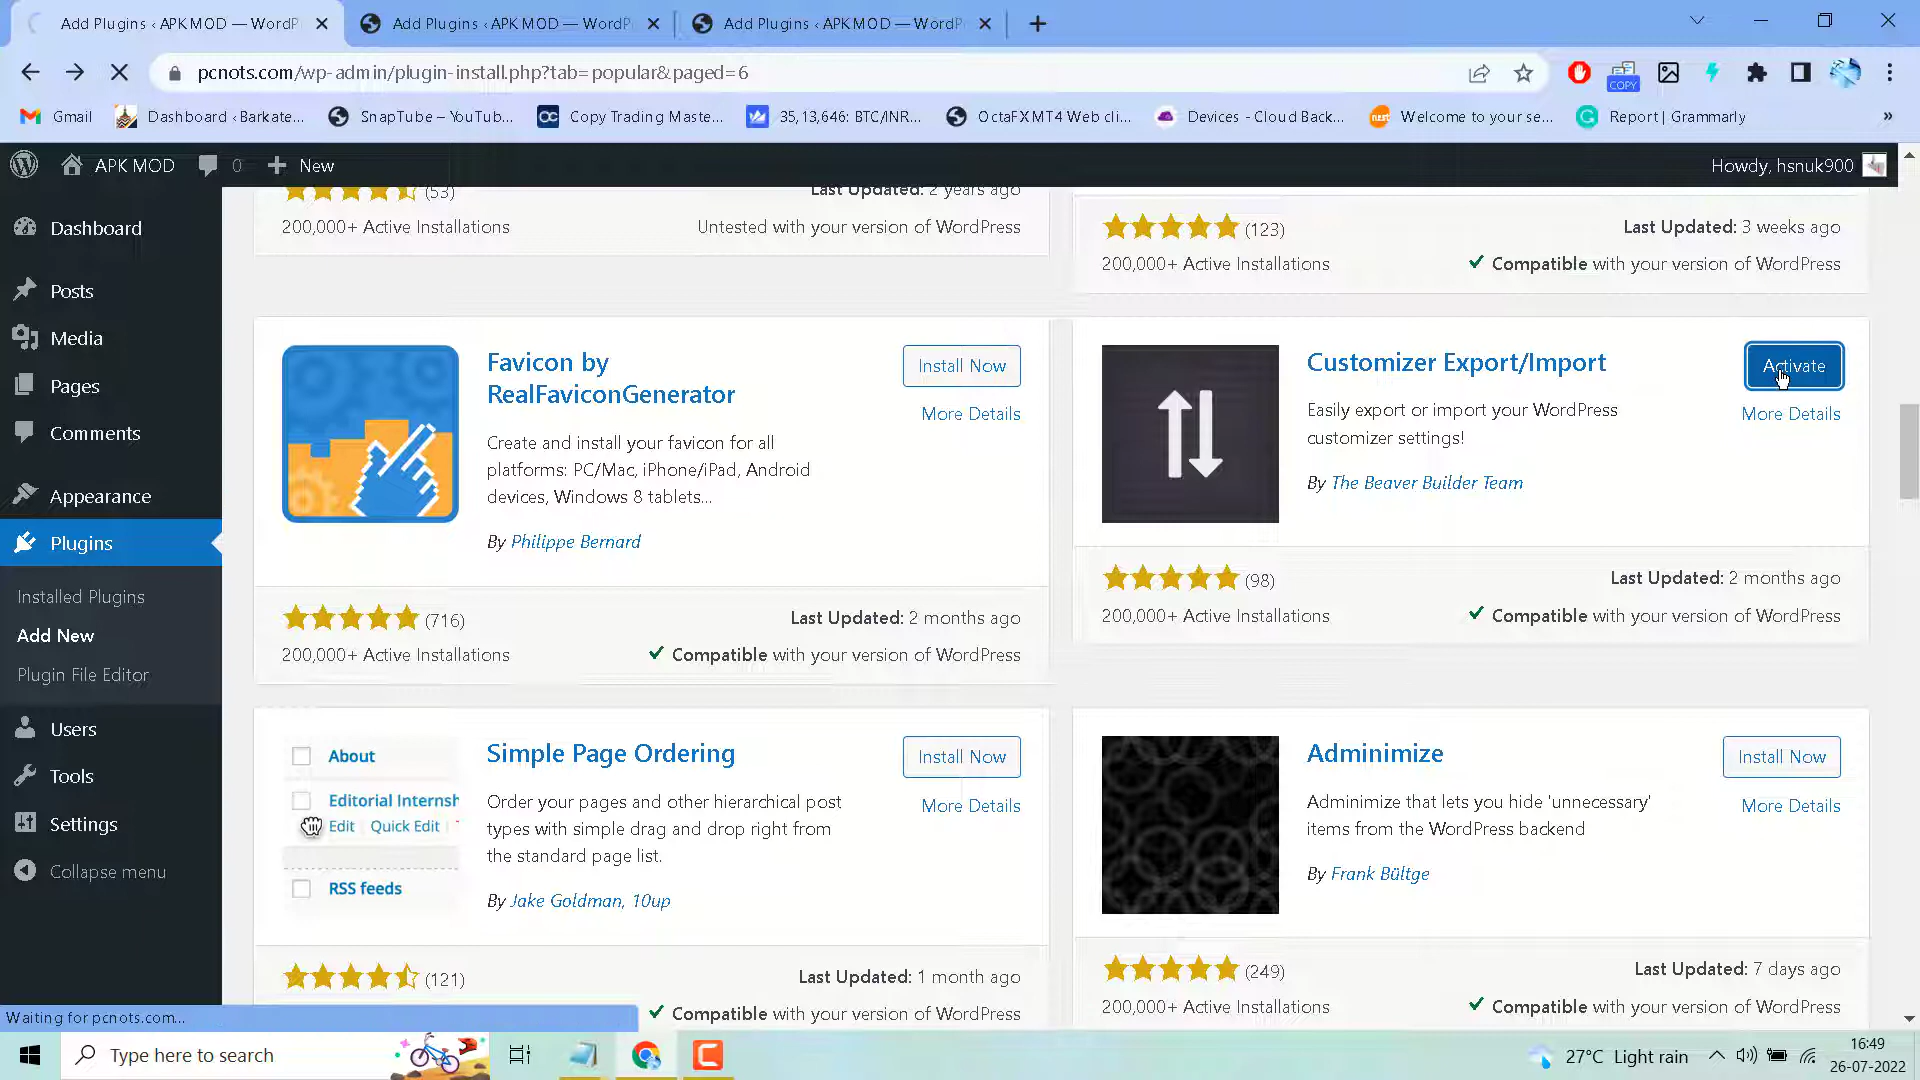 Add Plugins ‹ APK MOD — WordP
Add Plugins ‹ APK MOD — WordP
Add Plugins ‹ APK MOD — WordP
pcnots.com/wp-admin/plugin-install.php?tab=popular&paged=6
COPY
Gmail
Dashboard ‹ Barkate...
SnapTube – YouTub...
CC
Copy Trading Maste...
35,13,646: BTC/INR...
OctaFX MT4 Web cli...
Devices - Cloud Back...
Welcome to your se...
Report | Grammarly
»
APK MOD
0
New
Howdy, hsnuk900
Dashboard
Posts
Media
Pages
Comments
Appearance
Plugins
Installed Plugins
Add New
Plugin File Editor
Users
Tools
Settings
Collapse menu
(53)
Last Updated: 2 years ago
200,000+ Active Installations
Untested with your version of WordPress
(123)
Last Updated: 3 weeks ago
200,000+ Active Installations
Compatible with your version of WordPress
Favicon by
RealFaviconGenerator
Install Now
More Details
Create and install your favicon for all
platforms: PC/Mac, iPhone/iPad, Android
devices, Windows 8 tablets...
By Philippe Bernard
(716)
Last Updated: 2 months ago
200,000+ Active Installations
Compatible with your version of WordPress
Customizer Export/Import
Activate
More Details
Easily export or import your WordPress
customizer settings!
By The Beaver Builder Team
(98)
Last Updated: 2 months ago
200,000+ Active Installations
Compatible with your version of WordPress
About
Editorial Internsh
Edit Quick Edit
RSS feeds
Simple Page Ordering
Install Now
More Details
Order your pages and other hierarchical post
types with simple drag and drop right from
the standard page list.
By Jake Goldman, 10up
(121)
Last Updated: 1 month ago
Compatible with your version of WordPress
Adminimize
Install Now
More Details
Adminimize that lets you hide 'unnecessary'
items from the WordPress backend
By Frank Bültge
(249)
Last Updated: 7 days ago
200,000+ Active Installations
Compatible with your version of WordPress
Waiting for pcnots.com...
Type here to search
27°C Light rain
16:49
26-07-2022